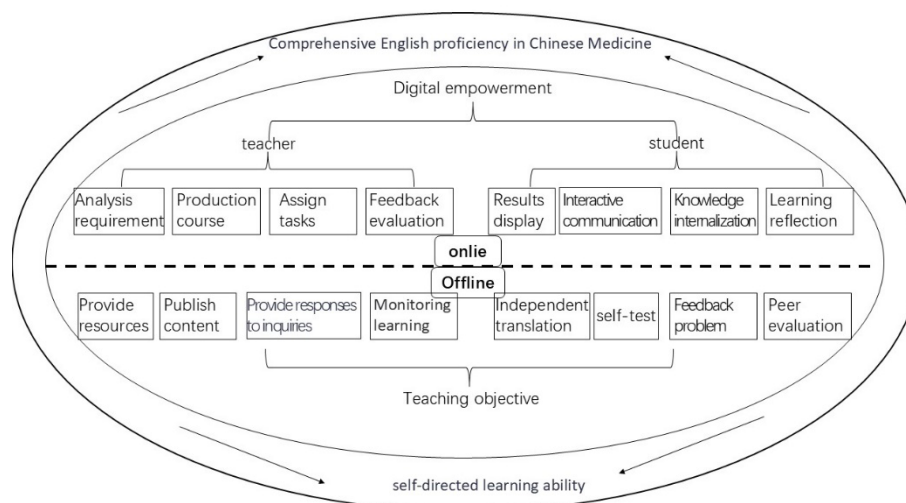 Comprehensive English proficiency in Chinese Medicine
Digital empowerment
teacher
student
Analysis
requirement
Production
course
Assign
tasks
Feedback
evaluation
Results
display
Interactive
communication
Knowledge
internalization
Learning
reflection
onlie
Offline
Provide
resources
Publish
content
Provide responses
to inquiries
Monitoring
learning
Independent
translation
self-test
Feedback
problem
Peer
evaluation
Teaching objective
self-directed learning ability